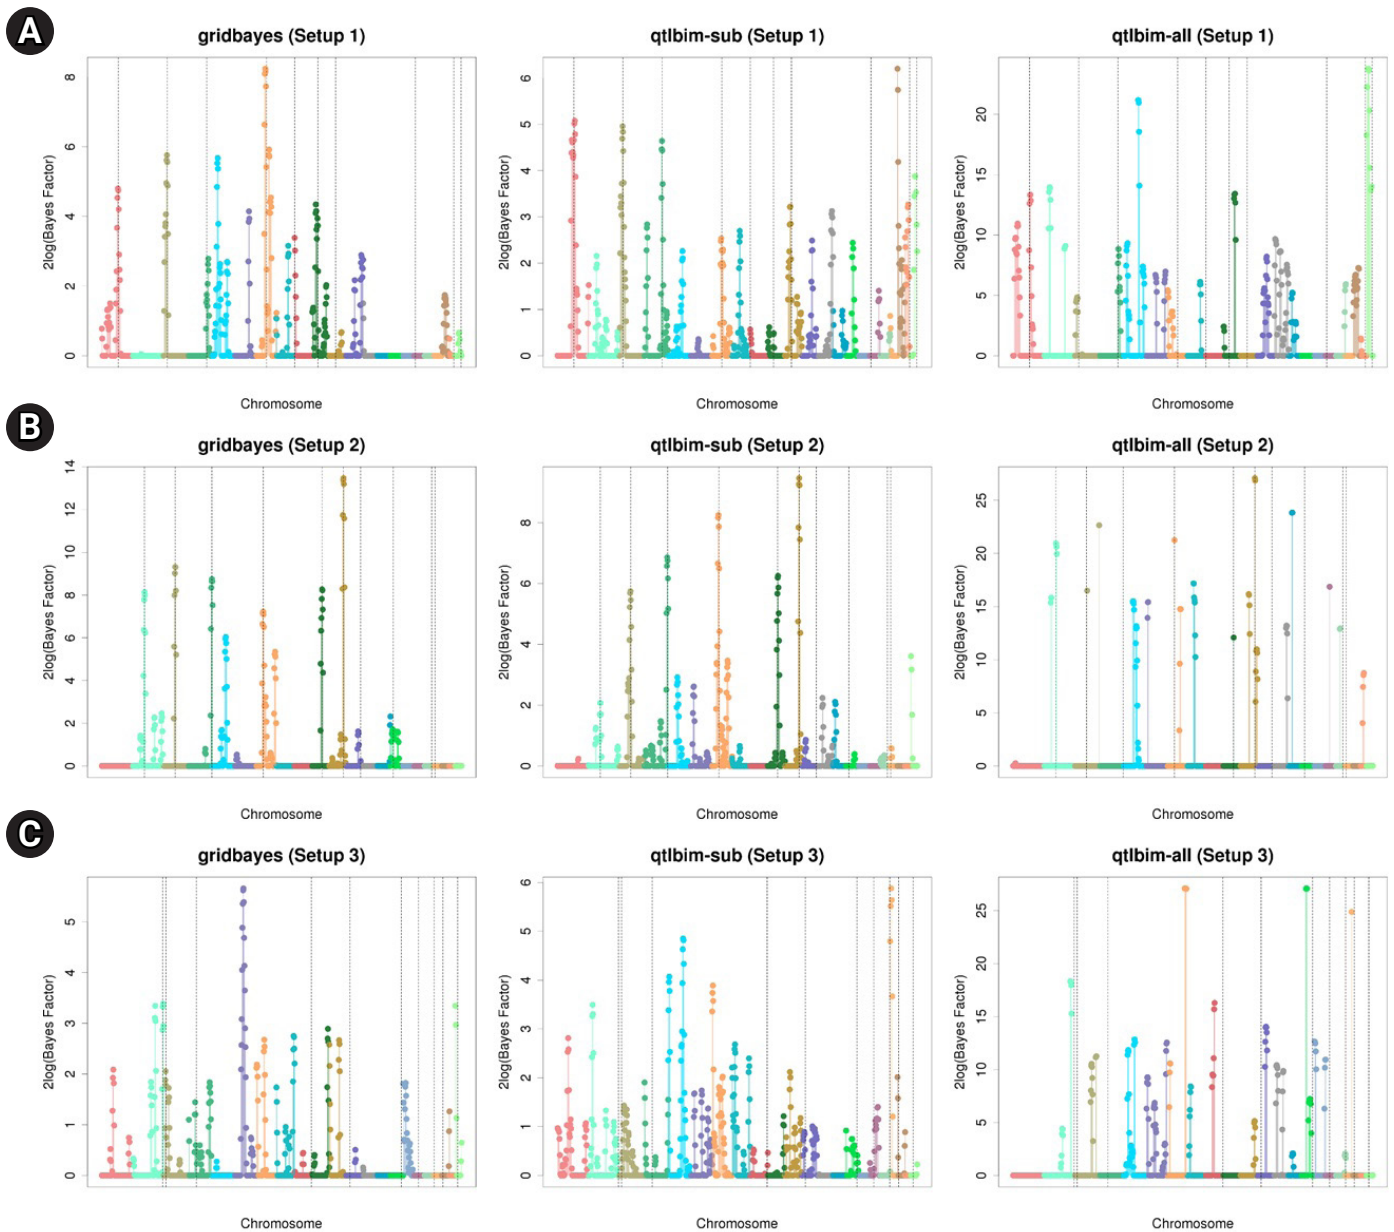 A
gridbayes (Setup 1)
qtlbim-sub (Setup 1)
qtlbim-all (Setup 1)
2log(Bayes Factor)
0
2
4
6
8
Chromosome
2log(Bayes Factor)
0
1
2
3
4
5
6
Chromosome
2log(Bayes Factor)
0
5
10
15
20
Chromosome
B
gridbayes (Setup 2)
qtlbim-sub (Setup 2)
qtlbim-all (Setup 2)
2log(Bayes Factor)
0
2
4
6
8
10
12
14
Chromosome
2log(Bayes Factor)
0
2
4
6
8
Chromosome
2log(Bayes Factor)
0
5
10
15
20
25
Chromosome
C
gridbayes (Setup 3)
qtlbim-sub (Setup 3)
qtlbim-all (Setup 3)
2log(Bayes Factor)
0
1
2
3
4
5
Chromosome
2log(Bayes Factor)
0
1
2
3
4
5
6
Chromosome
2log(Bayes Factor)
0
5
10
15
20
25
Chromosome